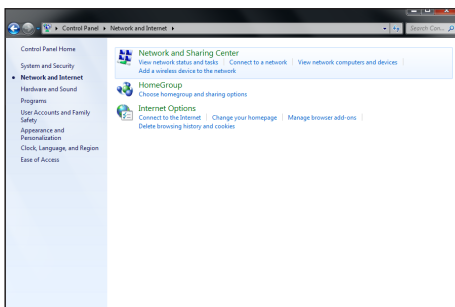 Control Panel Network and Internet
Search Con...
Control Panel Home
System and Security
Network and Internet
Hardware and Sound
Programs
User Accounts and Family
Safety
Appearance and
Personalization
Clock, Language, and Region
Ease of Access
Network and Sharing Center
View network status and tasks Connect to a network View network computers and devices
Add a wireless device to the network
HomeGroup
Choose homegroup and sharing options
Internet Options
Connect to the Internet Change your homepage Manage browser add-ons
Delete browsing history and cookies